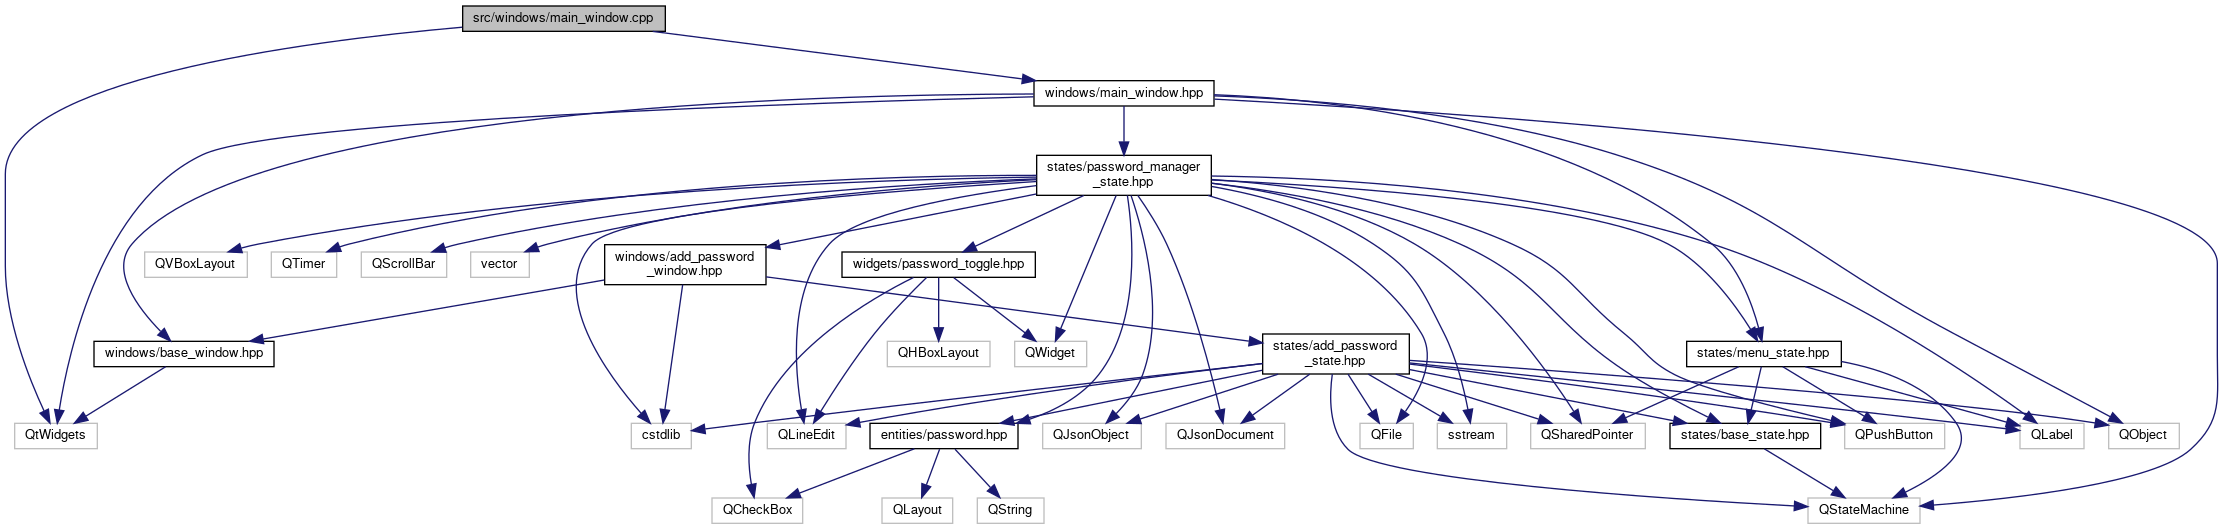 src/windows/main_window.cpp
windows/main_window.hpp
states/password_manager
_state.hpp
QVBoxLayout
QTimer
QScrollBar
vector
windows/add_password
_window.hpp
widgets/password_toggle.hpp
windows/base_window.hpp
QHBoxLayout
QWidget
states/add_password
_state.hpp
states/menu_state.hpp
QtWidgets
cstdlib
QLineEdit
entities/password.hpp
QJsonObject
QJsonDocument
QFile
sstream
QSharedPointer
states/base_state.hpp
QPushButton
QLabel
QObject
QCheckBox
QLayout
QString
QStateMachine